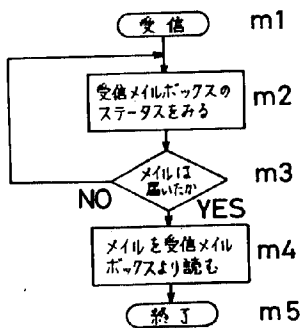 受信 m1
受信メイルボックスの
ステータスをみる
m2
メイルは
届いたか
m3
NO YES
メイルを受信メイル
ボックスより読む
m4
終了 m5